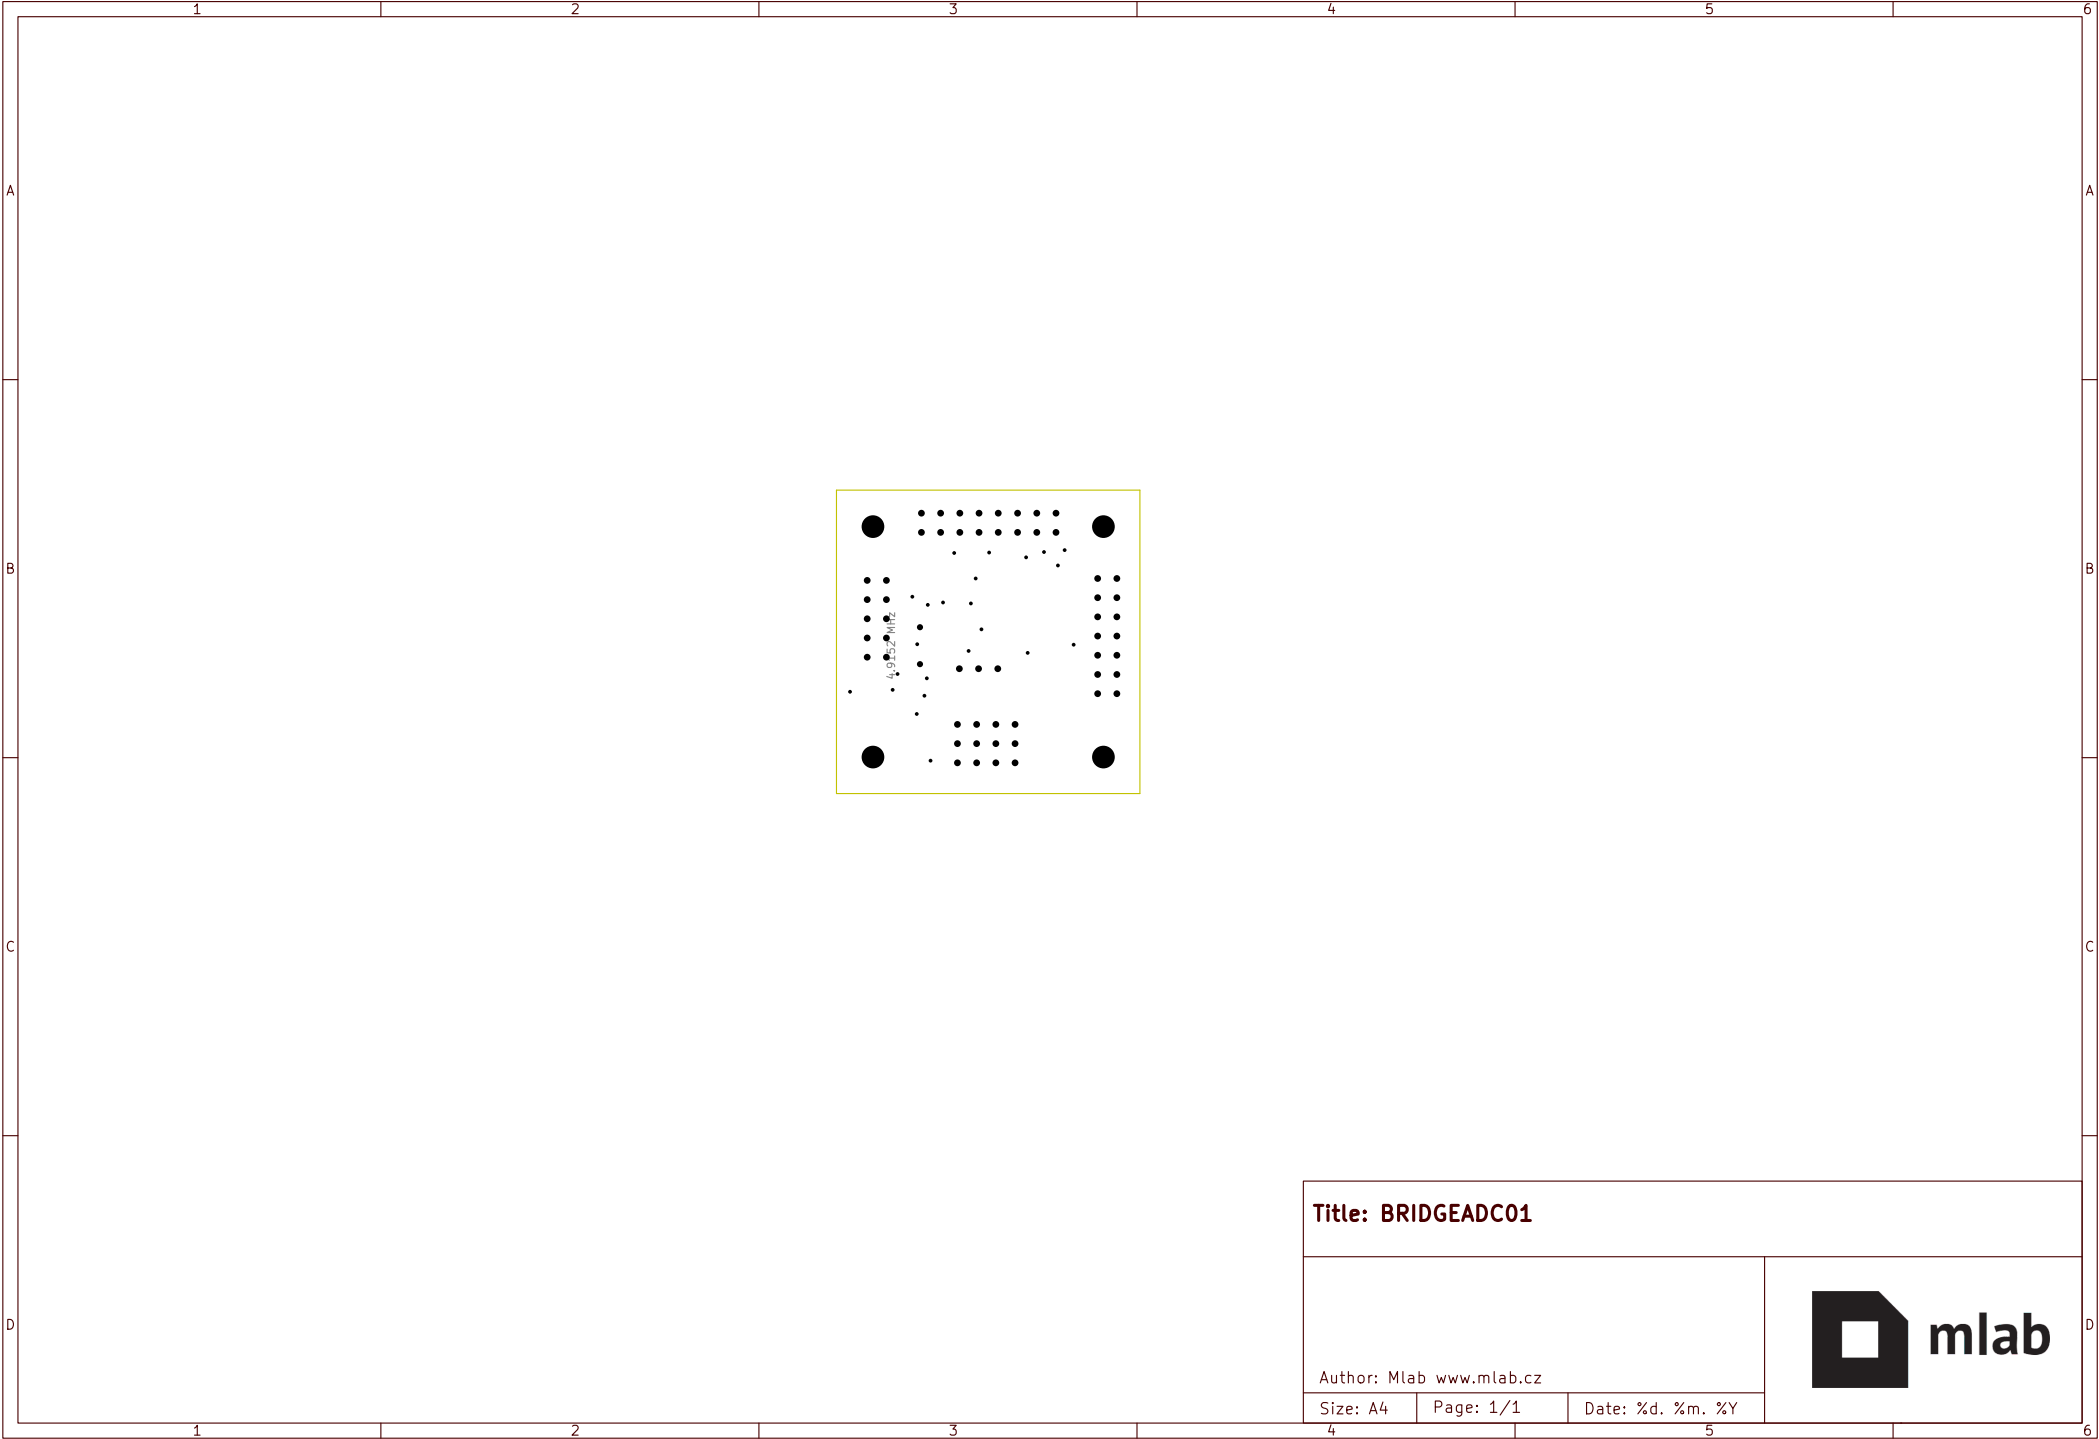 1 2 3 4 5 6
A A
B B
4.9152 MHz
C C
Title: BRIDGEADC01
D D
mlab
Author: Mlab www.mlab.cz
Size: A4 Page: 1/1 Date: %d. %m. %Y
1 2 3 4 5 6